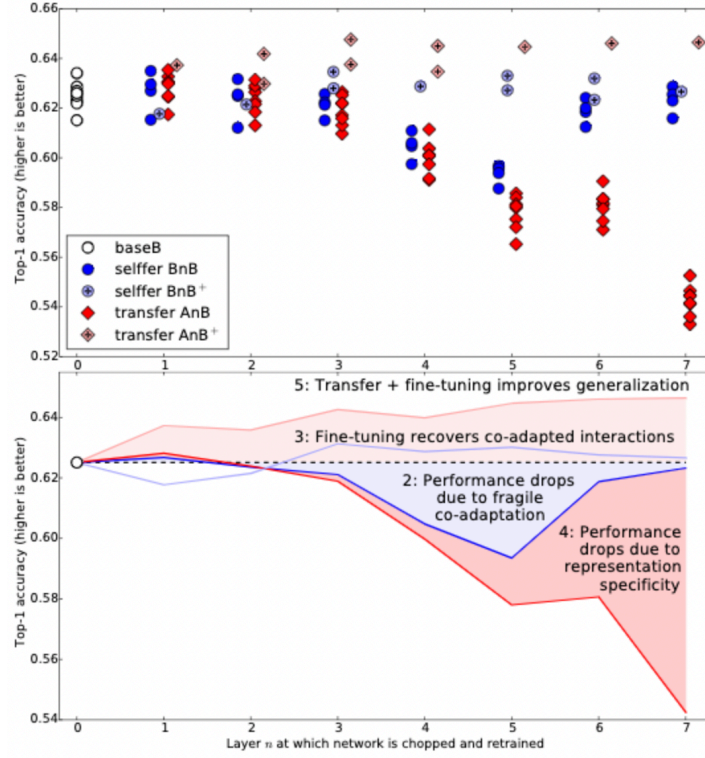 0.66
0.64
0.62
0.60
0.58
0.56
0.54
0.52
Top-1 accuracy (higher is better)
baseB
selffer BnB
selffer BnB⁺
transfer AnB
transfer AnB⁺
0 1 2 3 4 5 6 7
5: Transfer + fine-tuning improves generalization
3: Fine-tuning recovers co-adapted interactions
2: Performance drops
due to fragile
co-adaptation
4: Performance
drops due to
representation
specificity
0.64
0.62
0.60
0.58
0.56
0.54
Top-1 accuracy (higher is better)
0 1 2 3 4 5 6 7
Layer n at which network is chopped and retrained